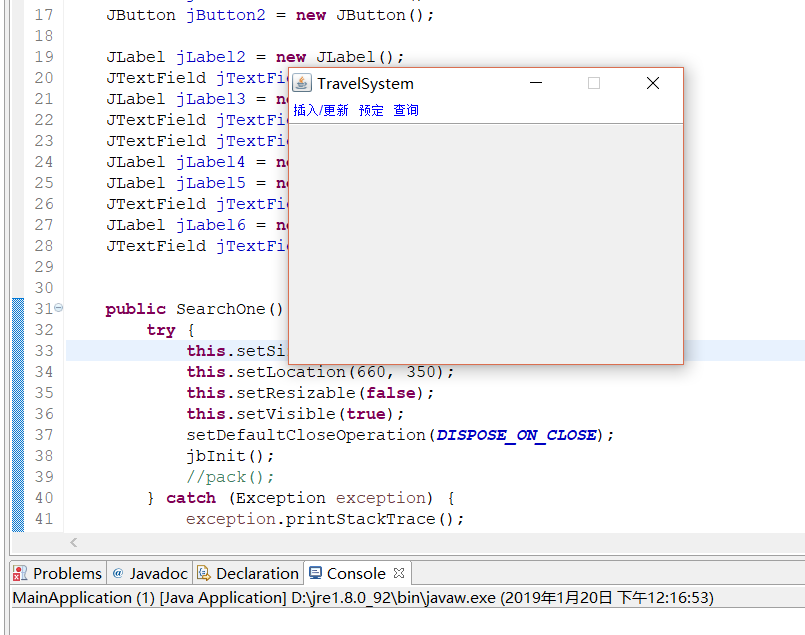 17 JButton jButton2 = new JButton();
18
19 JLabel jLabel2 = new JLabel();
20 JTextField jTextFi
21 JLabel jLabel3 = n
22 JTextField jTextFi
23 JTextField jTextFi
24 JLabel jLabel4 = n
25 JLabel jLabel5 = n
26 JTextField jTextFi
27 JLabel jLabel6 = n
28 JTextField jTextFi
29
30
31 public SearchOne()
32 try {
33 this.setSi
34 this.setLocation(660, 350);
35 this.setResizable(false);
36 this.setVisible(true);
37 setDefaultCloseOperation(DISPOSE_ON_CLOSE);
38 jbInit();
39 //pack();
40 } catch (Exception exception) {
41 exception.printStackTrace();
TravelSystem
插入/更新 预定 查询
Problems @ Javadoc Declaration Console
MainApplication (1) [Java Application] D:\jre1.8.0_92\bin\javaw.exe (2019年1月20日 下午12:16:53)